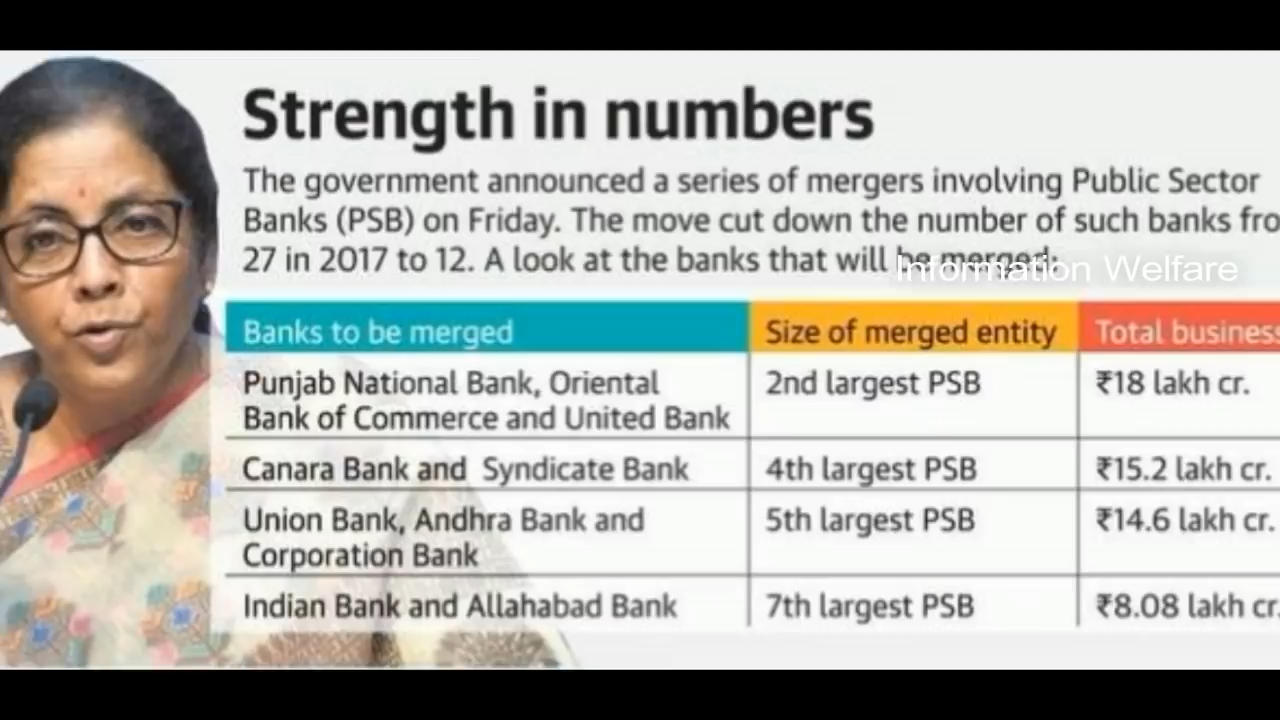 Strength in numbers
The government announced a series of mergers involving Public Sector
Banks (PSB) on Friday. The move cut down the number of such banks fro
27 in 2017 to 12. A look at the banks that will be merged:
Information Welfare
Banks to be merged Size of merged entity Total business
Punjab National Bank, Oriental 2nd largest PSB ₹18 lakh cr.
Bank of Commerce and United Bank
Canara Bank and Syndicate Bank 4th largest PSB ₹15.2 lakh cr.
Union Bank, Andhra Bank and 5th largest PSB ₹14.6 lakh cr.
Corporation Bank
Indian Bank and Allahabad Bank 7th largest PSB ₹8.08 lakh cr.